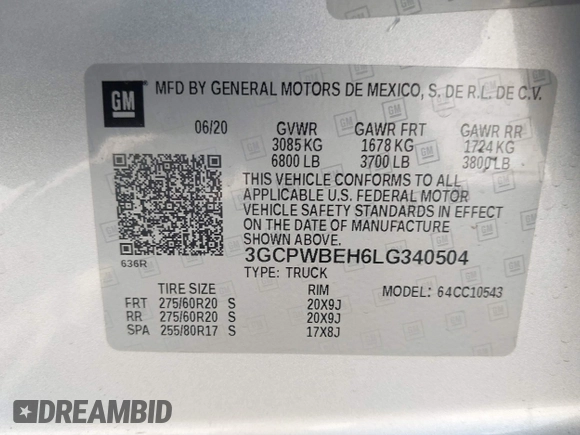 GM
MFD BY GENERAL MOTORS DE MEXICO, S. DE R.L. DE C.V.
06/20 GVWR GAWR FRT GAWR RR
3085 KG 1678 KG 1724 KG
6800 LB 3700 LB 3800 LB
THIS VEHICLE CONFORMS TO ALL
APPLICABLE U.S. FEDERAL MOTOR
VEHICLE SAFETY STANDARDS IN EFFECT
ON THE DATE OF MANUFACTURE
SHOWN ABOVE.
636R
3GCPWBEH6LG340504
TYPE: TRUCK
TIRE SIZE RIM MODEL: 64CC10543
FRT 275/60R20 S 20X9J
RR 275/60R20 S 20X9J
SPA 255/80R17 S 17X8J
DREAMBID